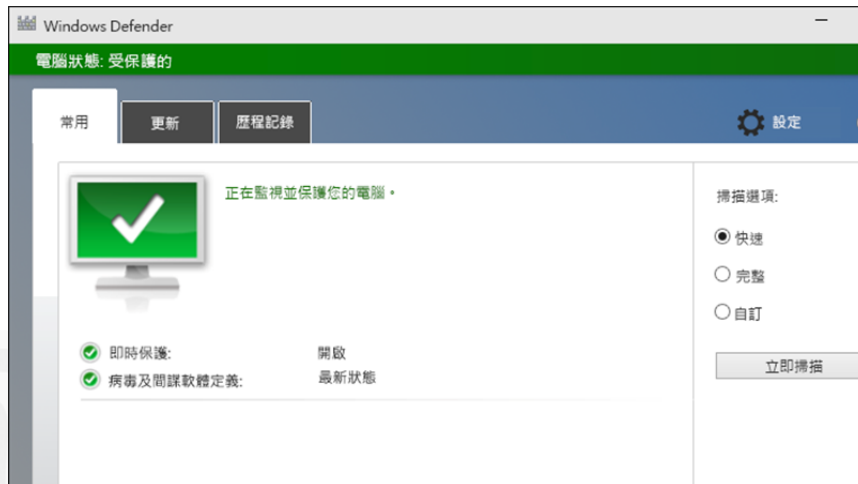 Windows Defender
電腦狀態: 受保護的
常用
更新
歷程記錄
設定
正在監視並保護您的電腦。
掃描選項:
快速
完整
自訂
立即掃描
即時保護: 開啟
病毒及間諜軟體定義: 最新狀態